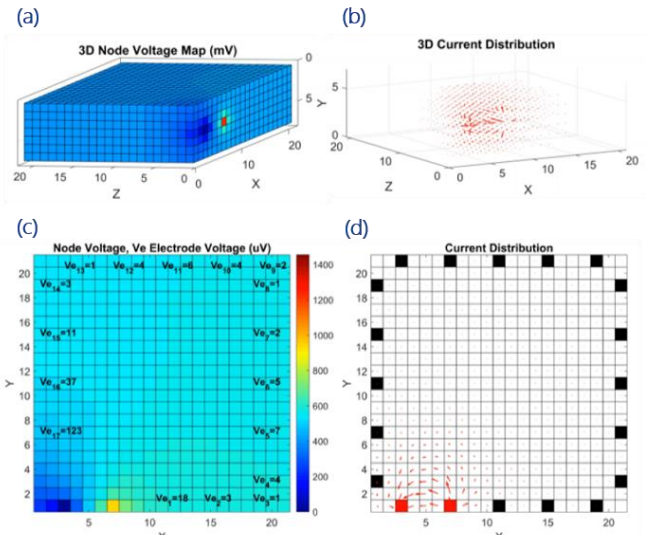 (a)
(b)
3D Node Voltage Map (mV)
3D Current Distribution
0
5
Y
20
15
10
5
0
Z
0
10
20
X
5
0
Y
20
10
0
Z
0
5
10
15
20
X
(c)
(d)
Node Voltage, Ve Electrode Voltage (uV)
Current Distribution
Ve13=1 Ve12=4 Ve11=6 Ve10=4 Ve9=2
Ve14=3 Ve8=1
Ve15=11 Ve7=2
Ve16=37 Ve6=5
Ve17=123 Ve5=7
Ve4=4
Ve1=18 Ve2=3 Ve3=1
20
18
16
14
12
10
8
6
4
2
Y
5 10 15 20
1400
1200
1000
800
600
400
200
0
20
18
16
14
12
10
8
6
4
2
Y
5 10 15 20